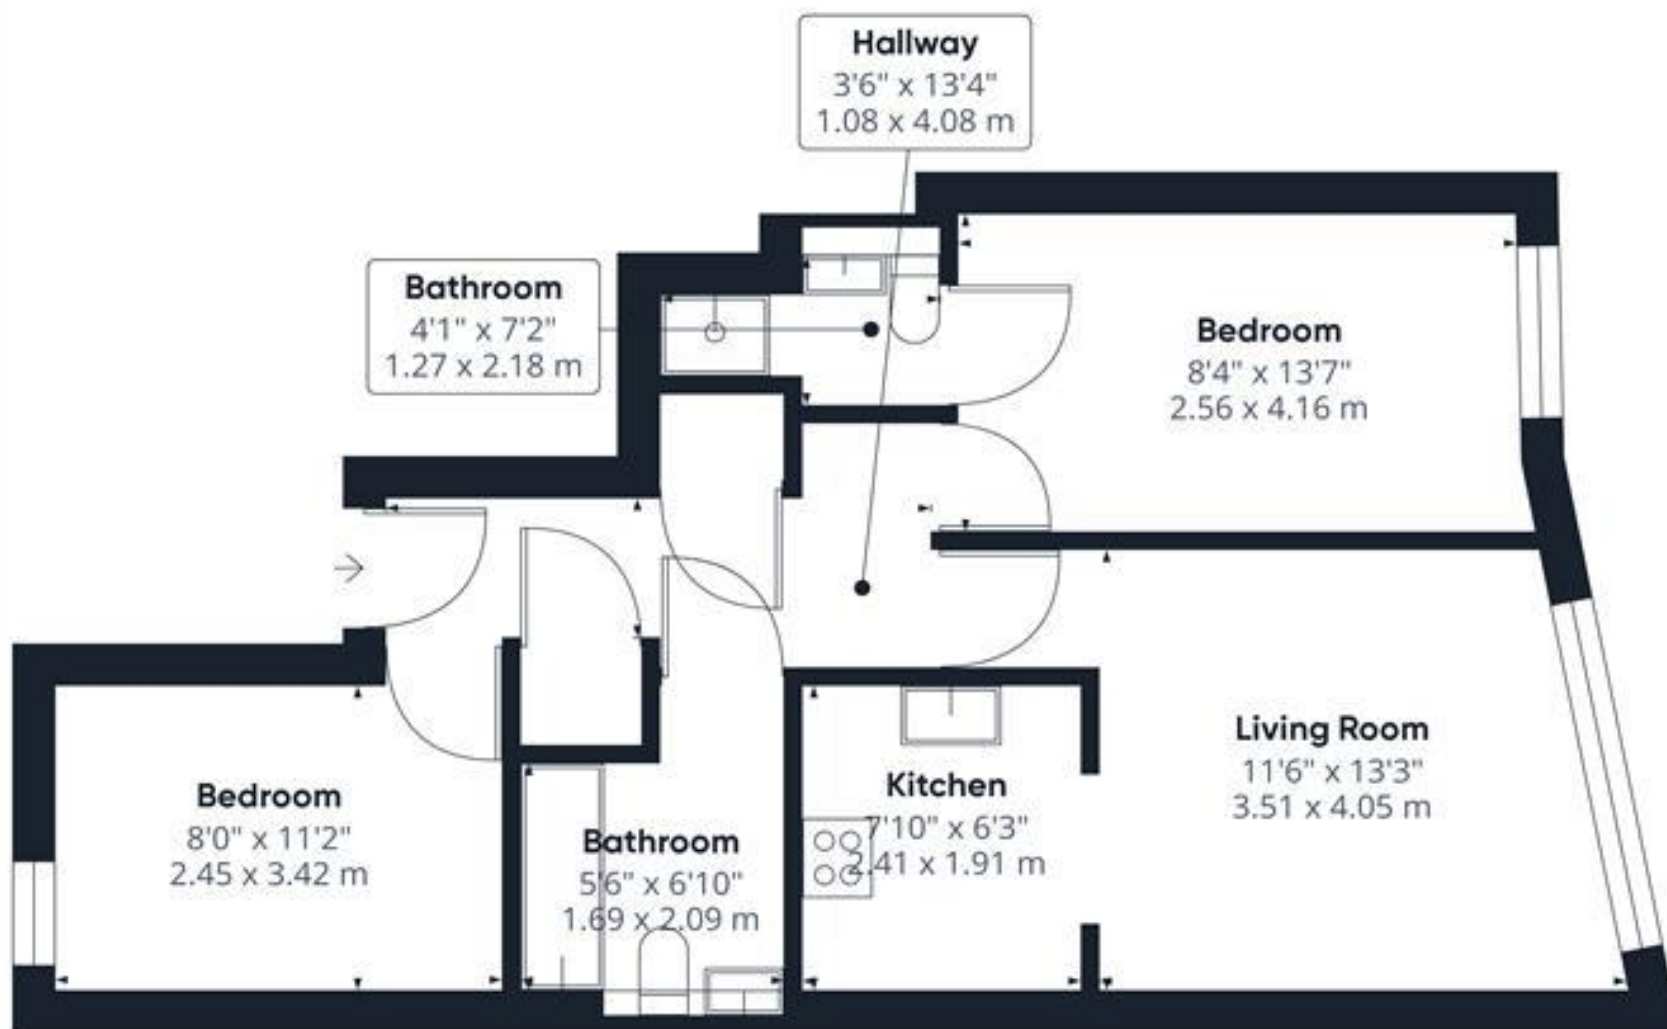 Hallway
3'6" x 13'4"
1.08 x 4.08 m
Bathroom
4'1" x 7'2"
1.27 x 2.18 m
Bedroom
8'4" x 13'7"
2.56 x 4.16 m
Bedroom
8'0" x 11'2"
2.45 x 3.42 m
Bathroom
5'6" x 6'10"
1.69 x 2.09 m
Kitchen
7'10" x 6'3"
2.41 x 1.91 m
Living Room
11'6" x 13'3"
3.51 x 4.05 m